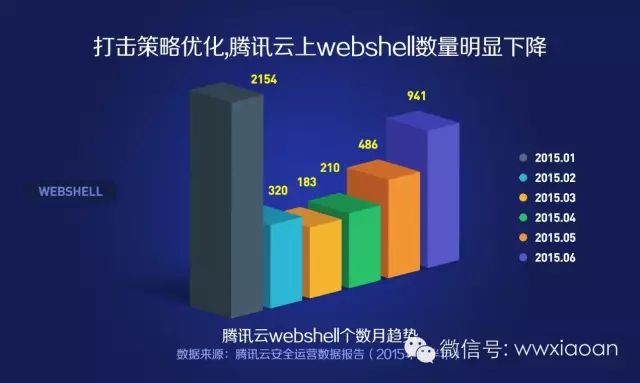 打击策略优化,腾讯云上webshell数量明显下降
2154
941
486
210
183
320
WEBSHELL
2015.01
2015.02
2015.03
2015.04
2015.05
2015.06
腾讯云webshell个数月趋势
数据来源：腾讯云安全运营数据报告（2015
微信号: wwxiaoan